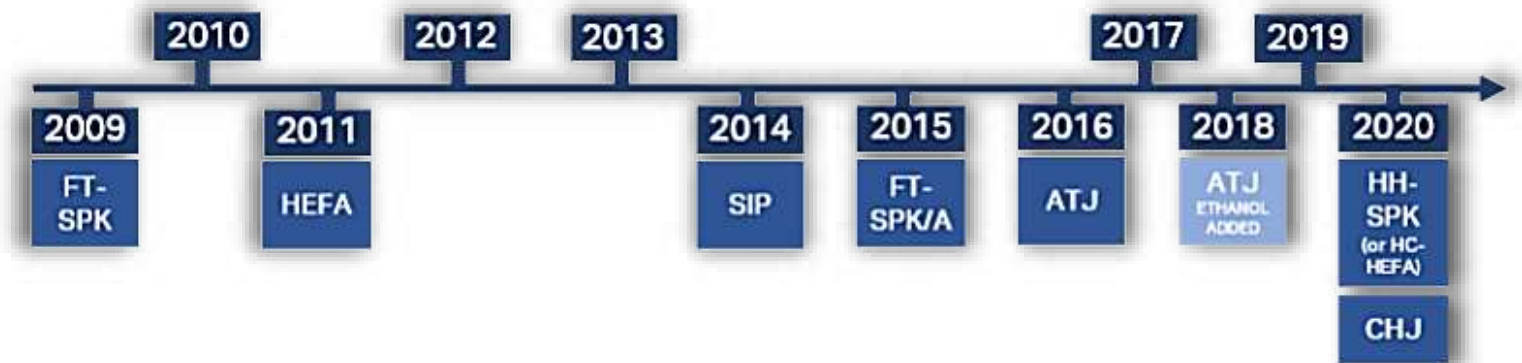 2010 2012 2013 2017 2019
2009 2011 2014 2015 2016 2018 2020
FT-
SPK
HEFA
SIP
FT-
SPK/A
ATJ
ATJ
ETHANOL
ADDED
HH-
SPK
(or HC-
HEFA)
CHJ